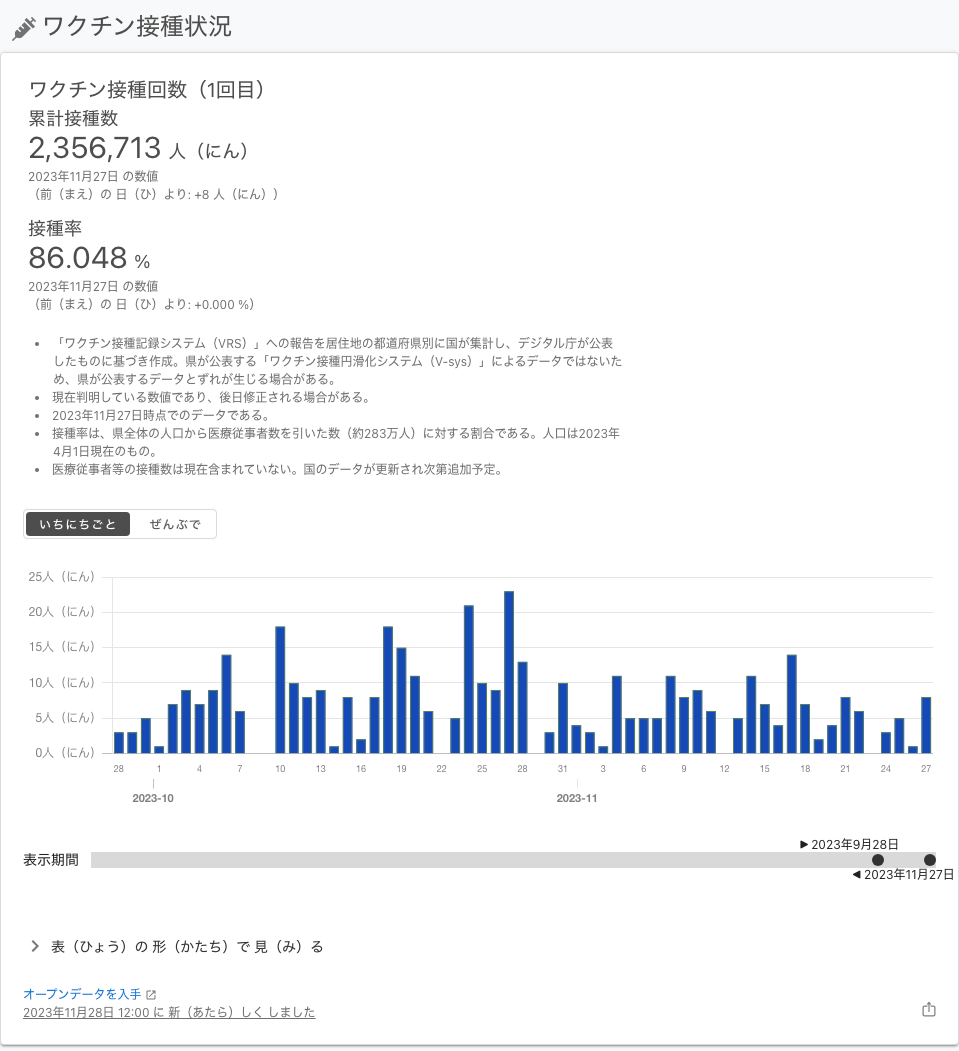 ワクチン接種状況
ワクチン接種回数（1回目）
累計接種数
2,356,713 人（にん）
2023年11月27日 の数値
（前（まえ）の 日（ひ）より: +8 人（にん））
接種率
86.048 %
2023年11月27日 の数値
（前（まえ）の 日（ひ）より: +0.000 %）
• 「ワクチン接種記録システム（VRS）」への報告を居住地の都道府県別に国が集計し、デジタル庁が公表
したものに基づき作成。県が公表する「ワクチン接種円滑化システム（V-sys）」によるデータではないた
め、県が公表するデータとずれが生じる場合がある。
• 現在判明している数値であり、後日修正される場合がある。
• 2023年11月27日時点でのデータである。
• 接種率は、県全体の人口から医療従事者数を引いた数（約283万人）に対する割合である。人口は2023年
4月1日現在のもの。
• 医療従事者等の接種数は現在含まれていない。国のデータが更新され次第追加予定。
いちにちごと ぜんぶで
25人（にん）
20人（にん）
15人（にん）
10人（にん）
5人（にん）
0人（にん）
28 1 4 7 10 13 16 19 22 25 28 31 3 6 9 12 15 18 21 24 27
2023-10 2023-11
▶ 2023年9月28日
表示期間
◀ 2023年11月27日
表（ひょう）の 形（かたち）で 見（み）る
オープンデータを入手
2023年11月28日 12:00 に 新（あたら）しく しました